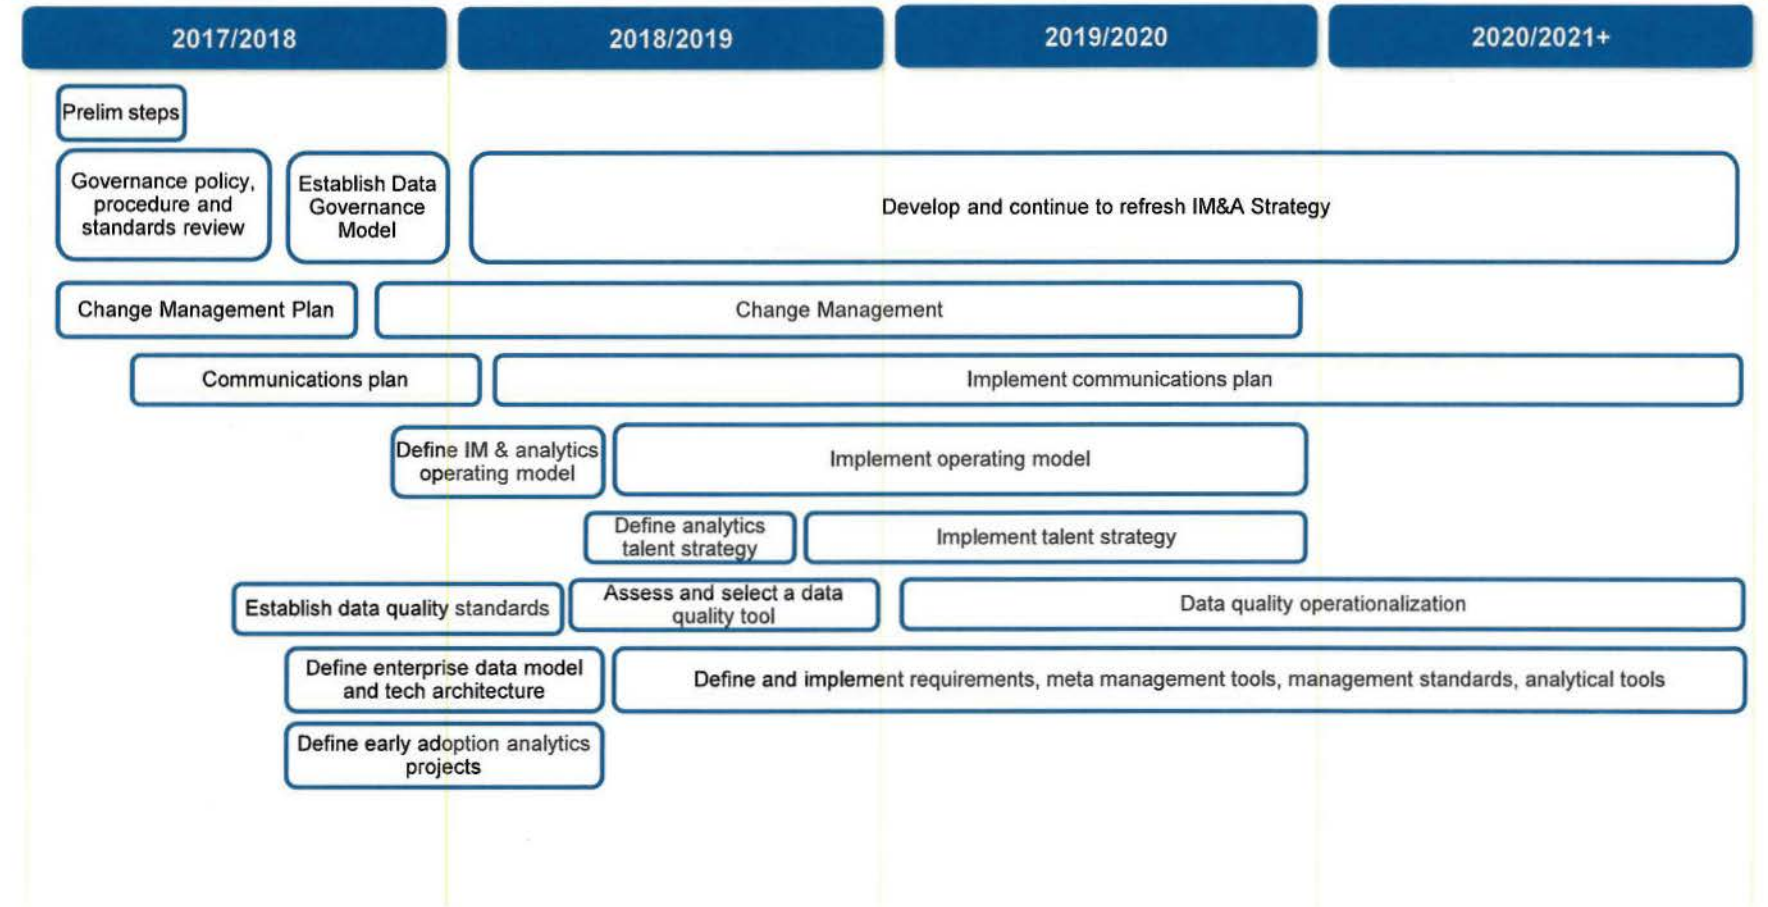 2017/2018
2018/2019
2019/2020
2020/2021+
Prelim steps
Governance policy,
procedure and
standards review
Establish Data
Governance
Model
Develop and continue to refresh IM&A Strategy
Change Management Plan
Change Management
Communications plan
Implement communications plan
Define IM & analytics
operating model
Implement operating model
Define analytics
talent strategy
Implement talent strategy
Establish data quality standards
Assess and select a data
quality tool
Data quality operationalization
Define enterprise data model
and tech architecture
Define and implement requirements, meta management tools, management standards, analytical tools
Define early adoption analytics
projects